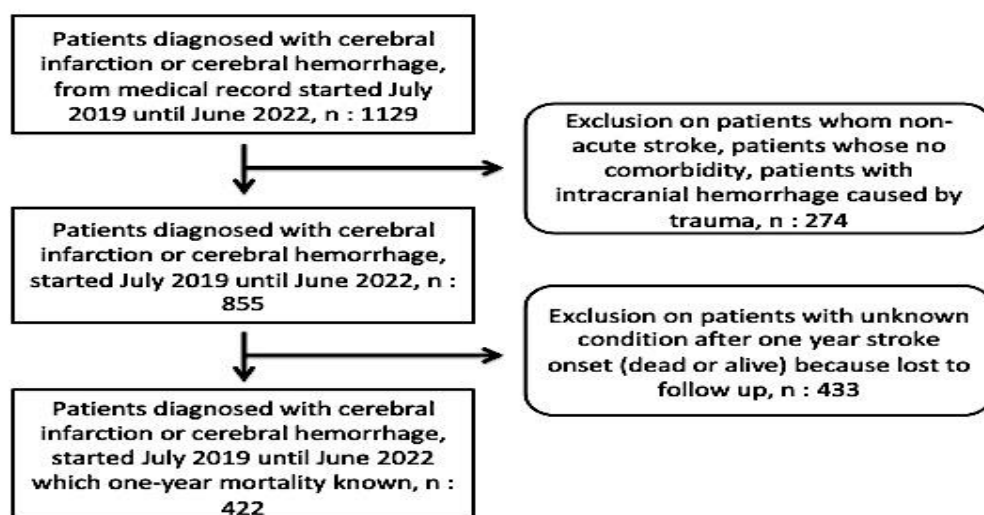 Patients diagnosed with cerebral
infarction or cerebral hemorrhage,
from medical record started July
2019 until June 2022, n : 1129
Exclusion on patients whom non-
acute stroke, patients whose no
comorbidity, patients with
intracranial hemorrhage caused by
trauma, n : 274
Patients diagnosed with cerebral
infarction or cerebral hemorrhage,
started July 2019 until June 2022, n :
855
Exclusion on patients with unknown
condition after one year stroke
onset (dead or alive) because lost to
follow up, n : 433
Patients diagnosed with cerebral
infarction or cerebral hemorrhage,
started July 2019 until June 2022
which one-year mortality known, n :
422